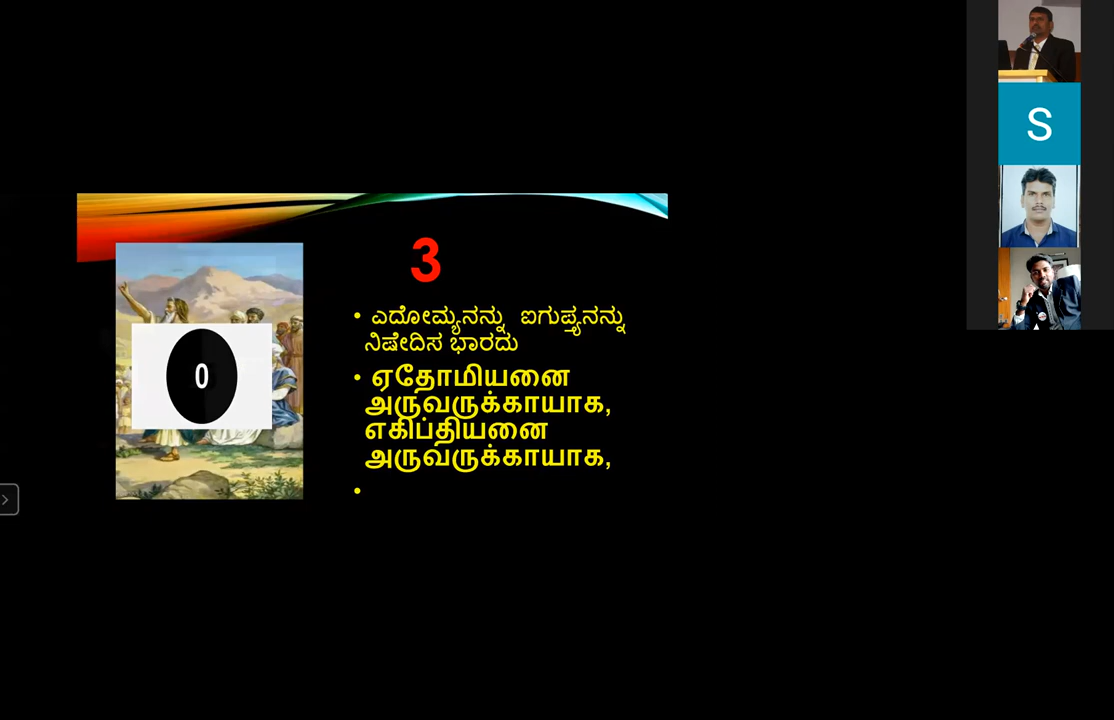 S
3
0
• ಎದೋಮ್ಯನನ್ನು ಐಗುಪ್ತ್ಯನನ್ನು
ನಿಷೇದಿಸ ಭಾರದು
• ஏதோமியனை
அருவருக்காயாக,
எகிப்தியனை
அருவருக்காயாக,
•